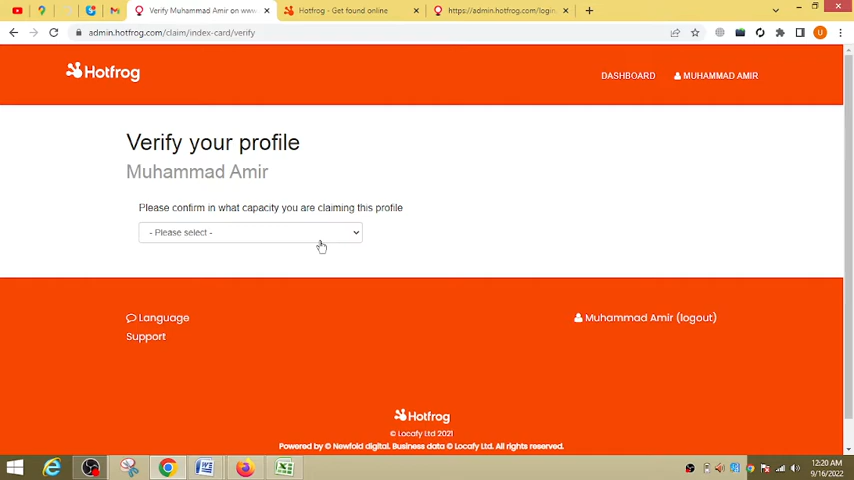 Verify Muhammad Amir on www
Hotfrog - Get found online
https://admin.hotfrog.com/login
admin.hotfrog.com/claim/index-card/verify
U
Hotfrog
DASHBOARD
MUHAMMAD AMIR
Verify your profile
Muhammad Amir
Please confirm in what capacity you are claiming this profile
- Please select -
Language
Muhammad Amir (logout)
Support
Hotfrog
© Locafy Ltd 2021
Powered by © Newfold digital. Business data © Locafy Ltd. All rights reserved.
12:20 AM
9/16/2022